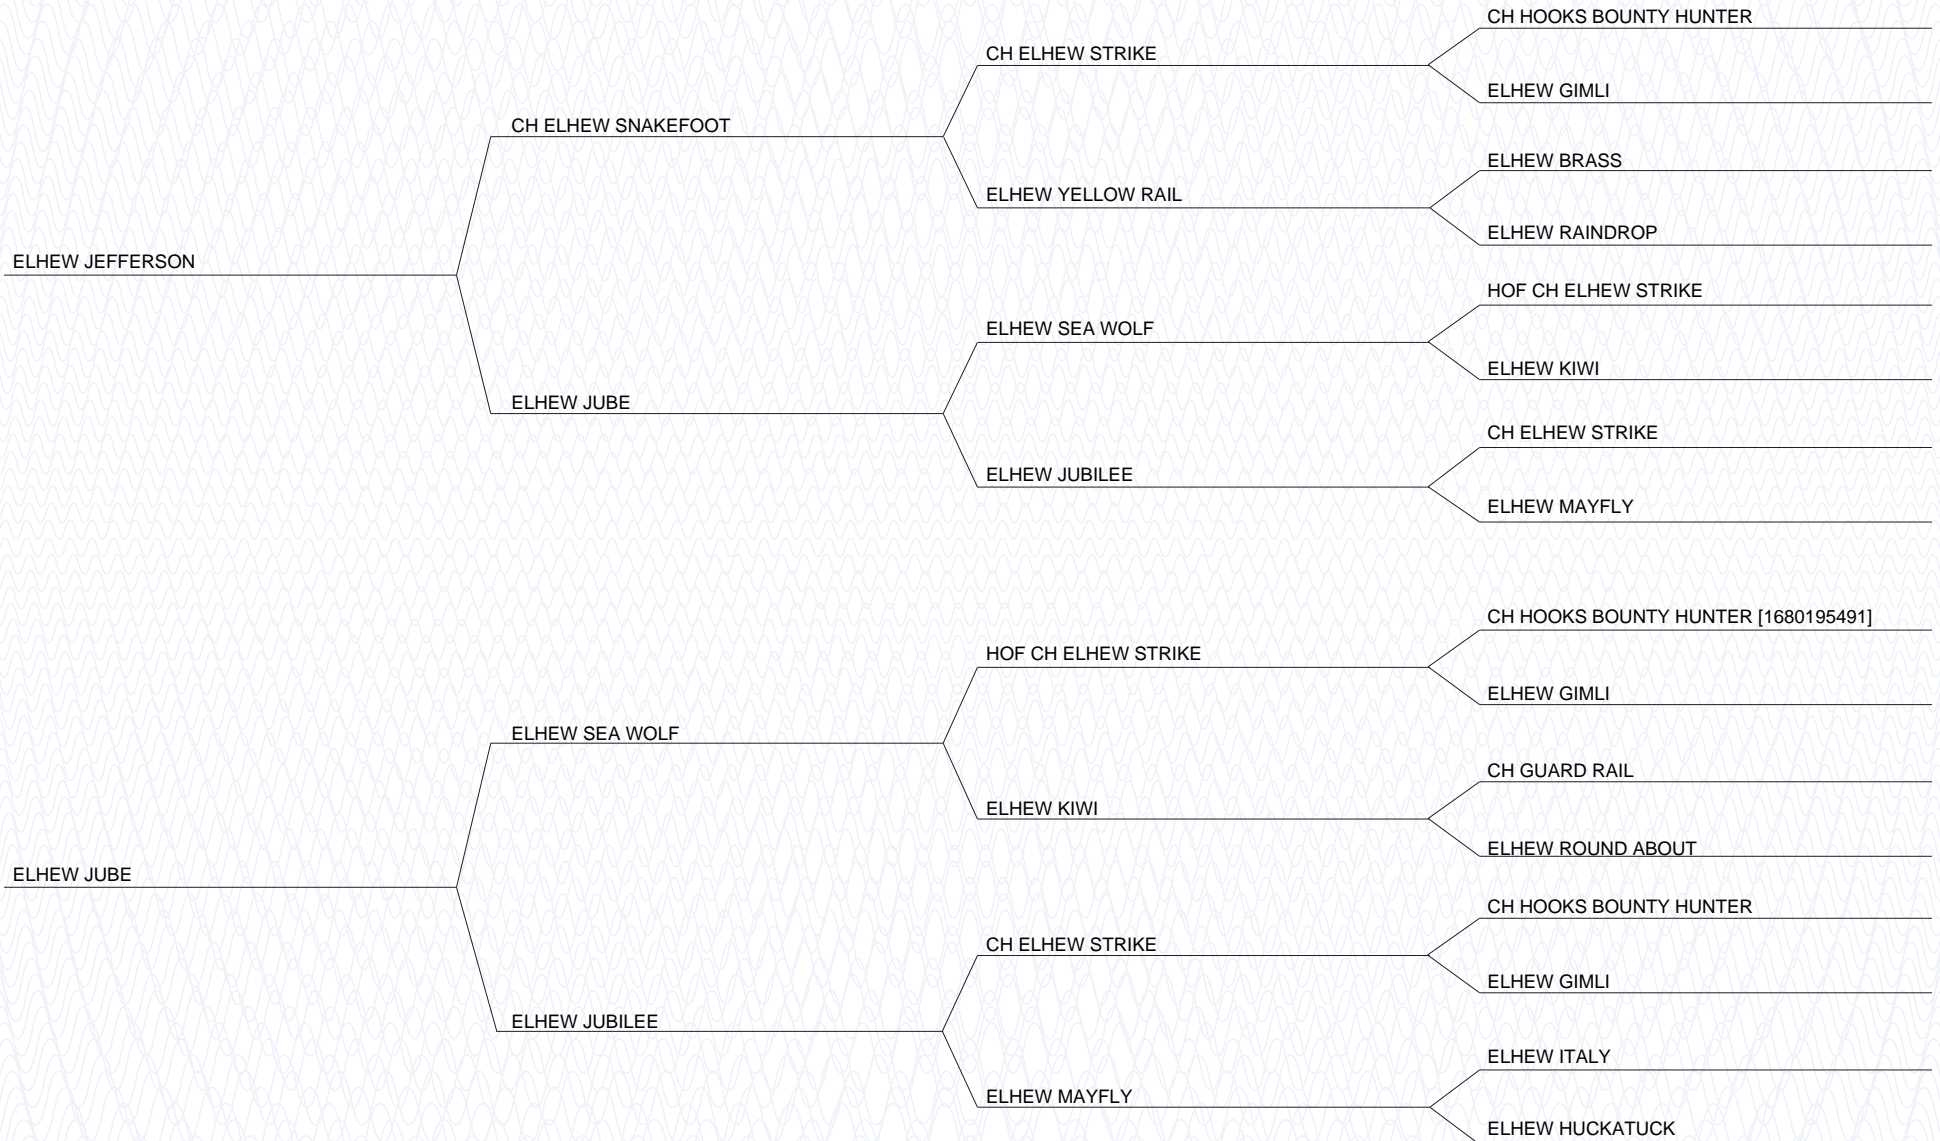 CH HOOKS BOUNTY HUNTER
CH ELHEW STRIKE
ELHEW GIMLI
CH ELHEW SNAKEFOOT
ELHEW BRASS
ELHEW YELLOW RAIL
ELHEW RAINDROP
ELHEW JEFFERSON
HOF CH ELHEW STRIKE
ELHEW SEA WOLF
ELHEW KIWI
ELHEW JUBE
CH ELHEW STRIKE
ELHEW JUBILEE
ELHEW MAYFLY
CH HOOKS BOUNTY HUNTER [1680195491]
HOF CH ELHEW STRIKE
ELHEW GIMLI
ELHEW SEA WOLF
CH GUARD RAIL
ELHEW KIWI
ELHEW ROUND ABOUT
ELHEW JUBE
CH HOOKS BOUNTY HUNTER
CH ELHEW STRIKE
ELHEW GIMLI
ELHEW JUBILEE
ELHEW ITALY
ELHEW MAYFLY
ELHEW HUCKATUCK